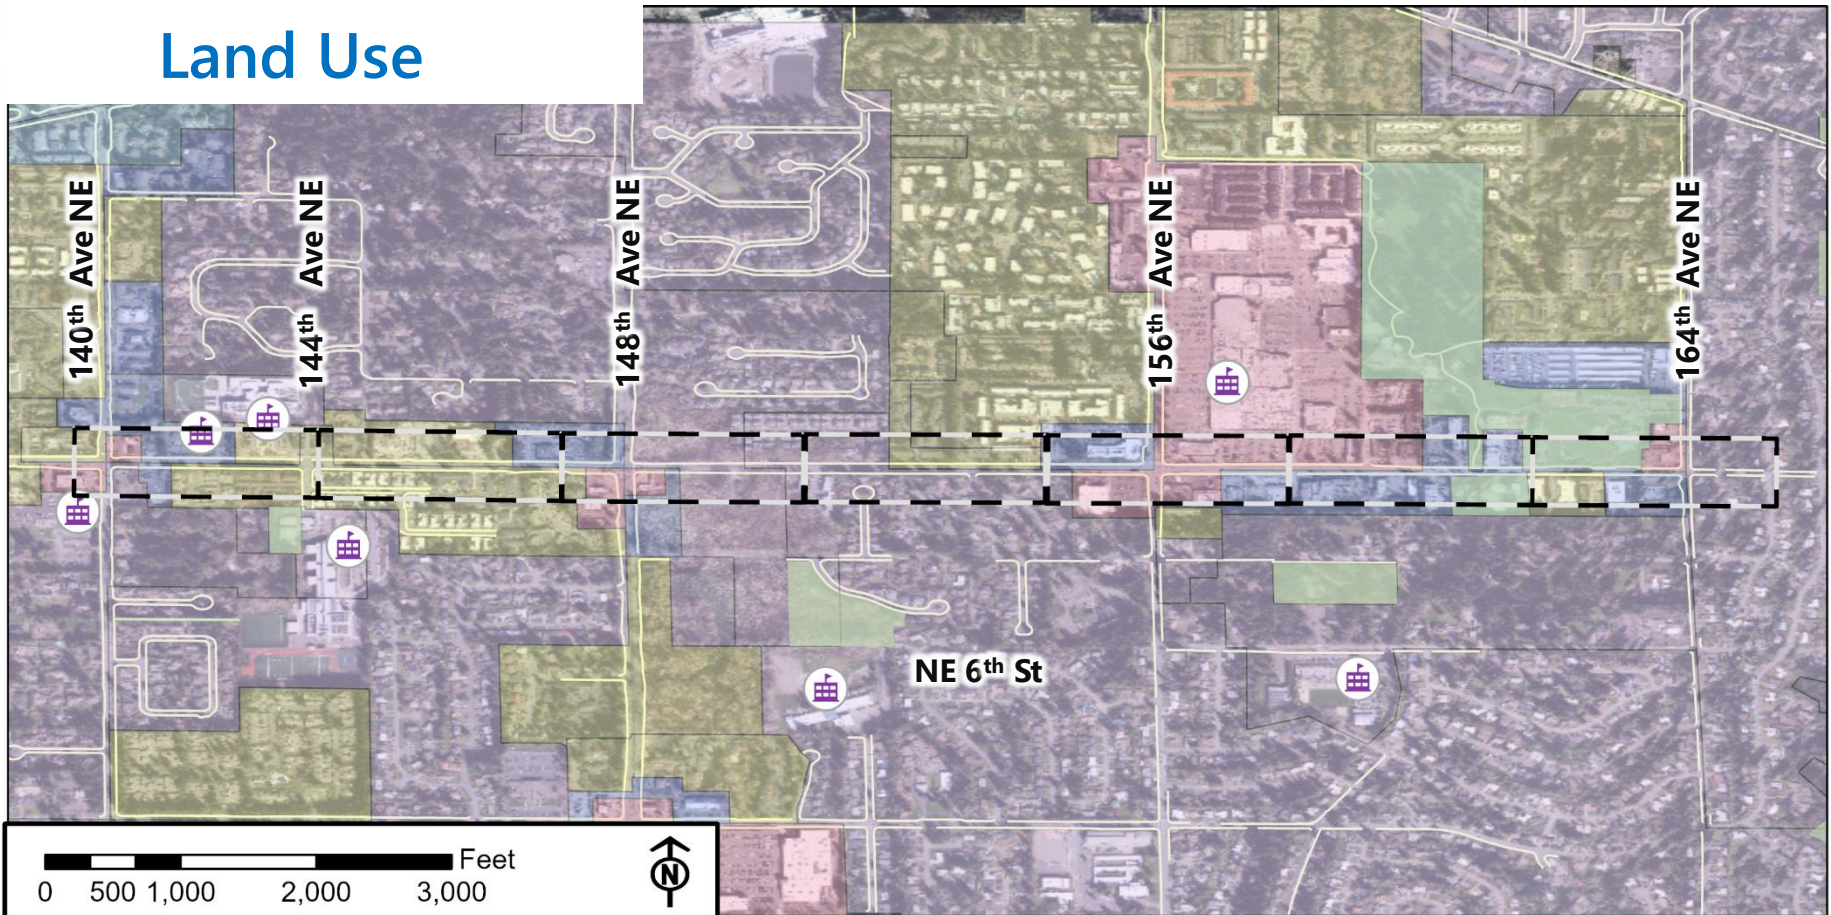 Land Use
140th Ave NE
144th Ave NE
148th Ave NE
156th Ave NE
164th Ave NE
NE 6th St
Feet
0 500 1,000 2,000 3,000
N